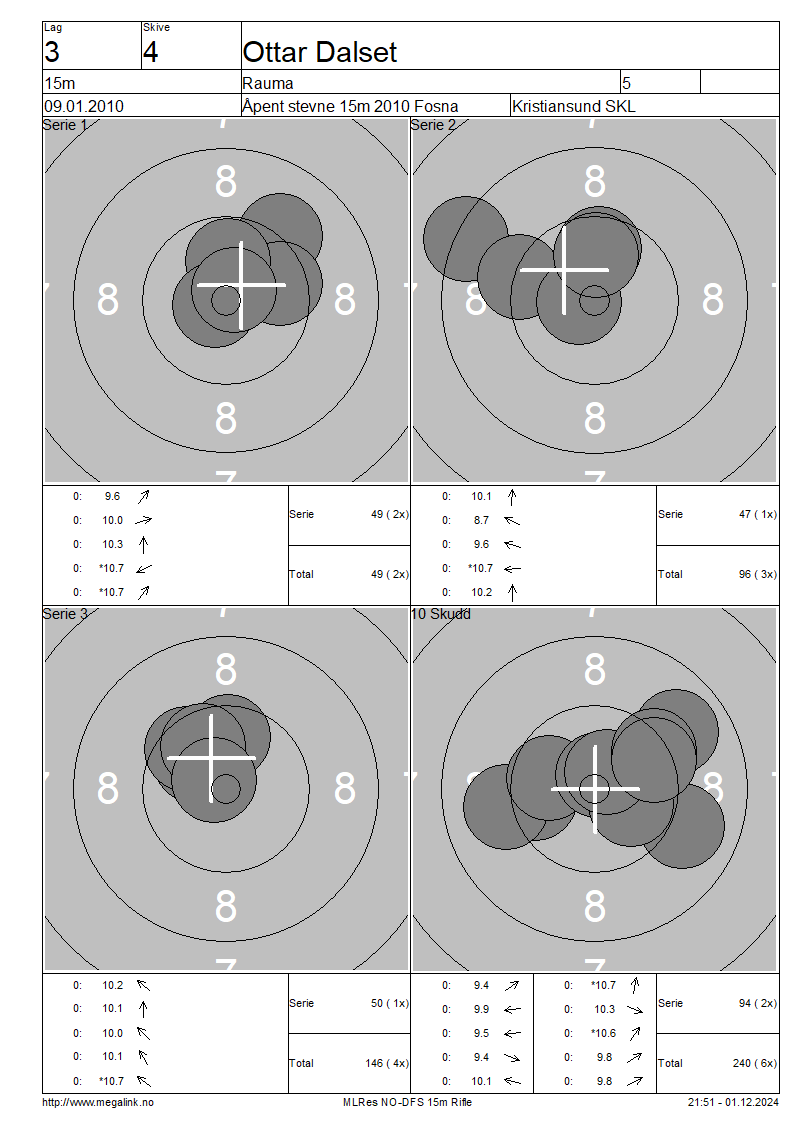 Lag Skive
3 4 Ottar Dalset
15m Rauma 5
09.01.2010 Åpent stevne 15m 2010 Fosna Kristiansund SKL
Serie 1 7 Serie 2 7
8 8
7 8 8 7 8 8
8 8
7 7
0: 9.6 0: 10.1
0: 10.0 Serie 49 ( 2x) 0: 8.7 Serie 47 ( 1x)
0: 10.3 0: 9.6
0: *10.7 Total 49 ( 2x) 0: *10.7 Total 96 ( 3x)
0: *10.7 0: 10.2
Serie 3 7 10 Skudd 7
8 8
7 8 8 7 8
8 8
7 7
0: 10.2 0: 9.4 0: *10.7
0: 10.1 Serie 50 ( 1x) 0: 9.9 0: 10.3 Serie 94 ( 2x)
0: 10.0 0: 9.5 0: *10.6
0: 10.1 Total 146 ( 4x) 0: 9.4 0: 9.8 Total 240 ( 6x)
0: *10.7 0: 10.1 0: 9.8
http://www.megalink.no MLRes NO-DFS 15m Rifle 21:51 - 01.12.2024